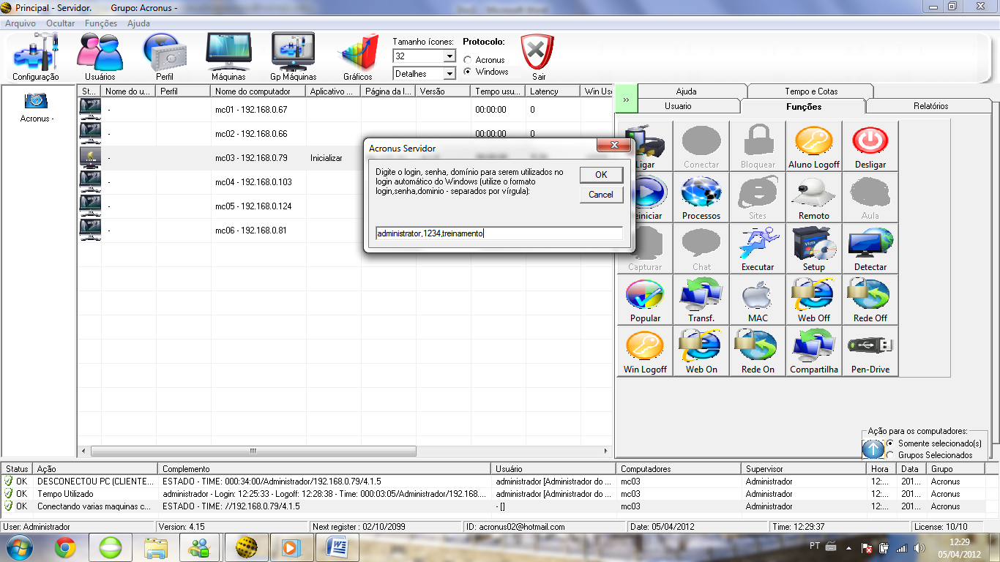 Principal - Servidor. Grupo: Acronus -
Arquivo Ocultar Funções Ajuda
Configuração Usuários Perfil Máquinas Gp Máquinas Gráficos
Tamanho ícones:
32
Detalhes
Protocolo:
Acronus
Windows
Sair
Acronus -
St... Nome do u... Perfil Nome do computador Aplicativo ... Página da I... Versão Tempo usu... Latency Win Use
- mc01 - 192.168.0.67 00:00:00 0
- mc02 - 192.168.0.66 00:00:00 0
- mc03 - 192.168.0.79 Inicializar
- mc04 - 192.168.0.103
- mc05 - 192.168.0.124
- mc06 - 192.168.0.81
Acronus Servidor
Digite o login, senha, domínio para serem utilizados no
login automático do Windows (utilize o formato
login,senha,dominio - separados por vírgula):
OK
Cancel
administrator,1234,treinamento
»
Ajuda Tempo e Cotas
Usuario Funções Relatórios
Ligar Conectar Bloquear Aluno Logoff Desligar
einiciar Processos Sites Remoto Aula
Capturar Chat Executar Setup Detectar
Popular Transf. MAC Web Off Rede Off
Win Logoff Web On Rede On Compartilha Pen-Drive
Ação para os computadores:
Somente selecionado(s)
Grupos Selecionados
Status Ação Complemento Usuário Computadores Supervisor Hora Data Grupo
OK DESCONECTOU PC (CLIENTE... ESTADO - TIME: 000:34:00/Administrador/192.168.0.79/4.1.5 administrador [Administrador do ... mc03 Administrador 12:... 201... Acronus
OK Tempo Utilizado administrador - Login: 12:25:33 - Logoff: 12:28:38 - Time: 000:03:05/Administrador/192.168.... administrador [Administrador do ... mc03 Administrador 12:... 201... Acronus
OK Conectando varias maquinas c... ESTADO - TIME: //192.168.0.79/4.1.5 - [] mc03 Administrador 12:... 201... Acronus
User: Administrador Version: 4.15 Next register : 02/10/2099 ID: acronus02@hotmail.com Date: 05/04/2012 Time: 12:29:37 License: 10/10
PT 12:29
05/04/2012